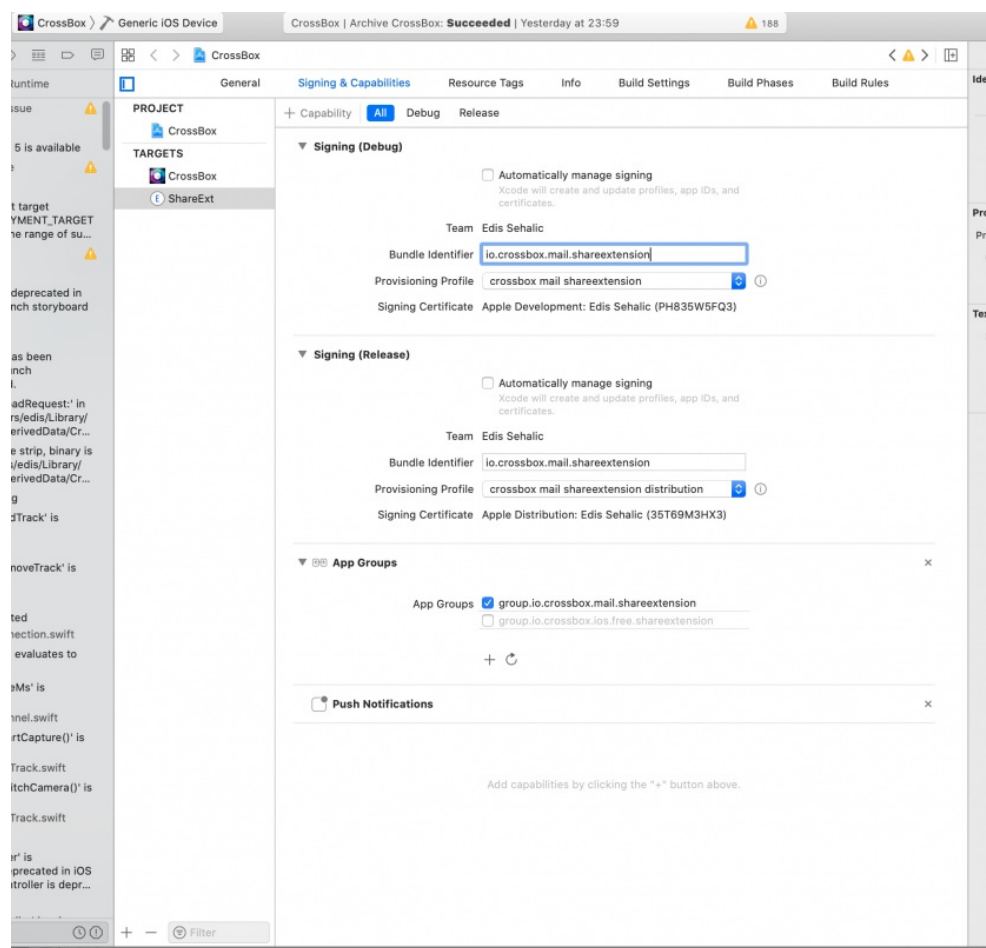 CrossBox 〉 Generic iOS Device
CrossBox | Archive CrossBox: Succeeded | Yesterday at 23:59
188
CrossBox
Runtime
General
Signing & Capabilities
Resource Tags
Info
Build Settings
Build Phases
Build Rules
Ide
ssue
5 is available
t target
YMENT_TARGET
he range of su...
deprecated in
nch storyboard
as been
nch
adRequest:' in
rs/edis/Library/
erivedData/Cr...
e strip, binary is
s/edis/Library/
erivedData/Cr...
g
dTrack' is
moveTrack' is
ted
nection.swift
evaluates to
eMs' is
nnel.swift
rtCapture()' is
Track.swift
itchCamera()' is
Track.swift
er' is
precated in iOS
troller is depr...
PROJECT
CrossBox
TARGETS
CrossBox
E ShareExt
+ Capability
All
Debug
Release
Signing (Debug)
Automatically manage signing
Xcode will create and update profiles, app IDs, and
certificates.
Team Edis Sehalic
Bundle Identifier io.crossbox.mail.shareextension
Provisioning Profile crossbox mail shareextension
Signing Certificate Apple Development: Edis Sehalic (PH835W5FQ3)
Signing (Release)
Automatically manage signing
Xcode will create and update profiles, app IDs, and
certificates.
Team Edis Sehalic
Bundle Identifier io.crossbox.mail.shareextension
Provisioning Profile crossbox mail shareextension distribution
Signing Certificate Apple Distribution: Edis Sehalic (35T69M3HX3)
App Groups
App Groups group.io.crossbox.mail.shareextension
group.io.crossbox.ios.free.shareextension
Push Notifications
Add capabilities by clicking the "+" button above.
Filter
Pro
Pr
Tex